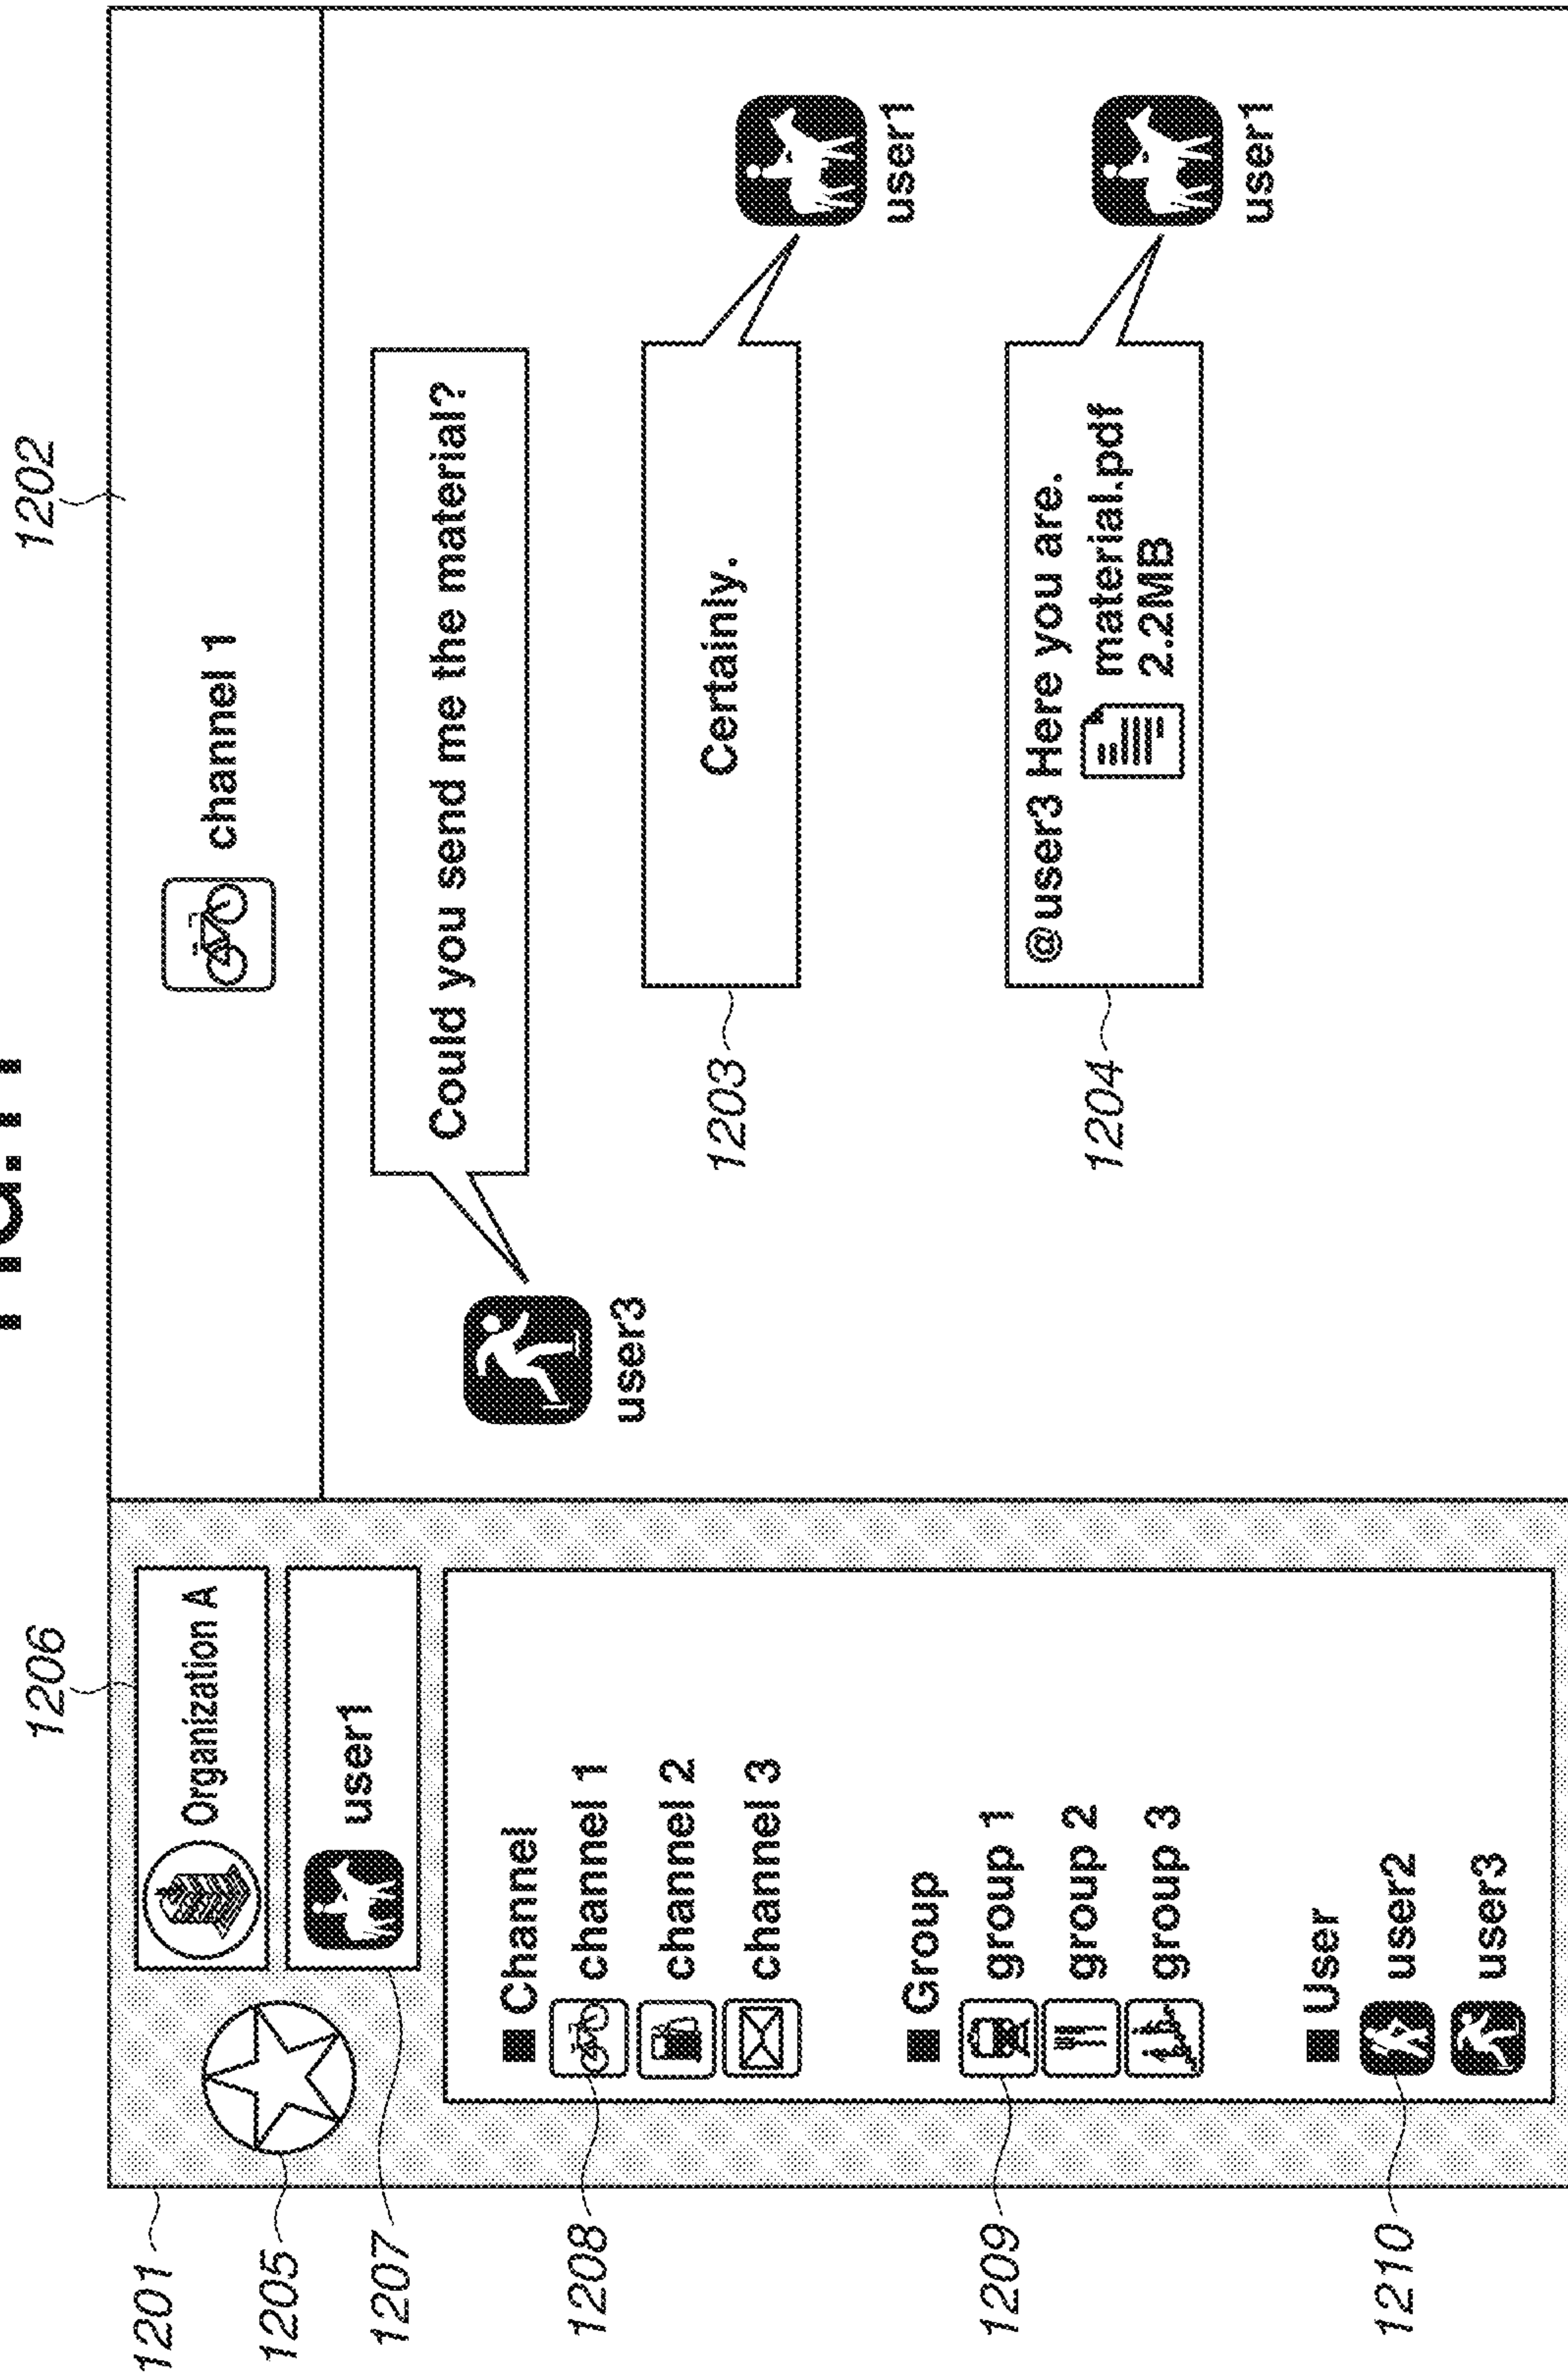 1202
1206
1201
1205
1207
1208
1209
1210
Organization A
user1
■ Channel
channel 1
channel 2
channel 3
■ Group
group 1
group 2
group 3
■ User
user2
user3
channel 1
Could you send me the material?
user3
Certainly.
user1
1203
@user3 Here you are.
material.pdf
2.2MB
user1
1204